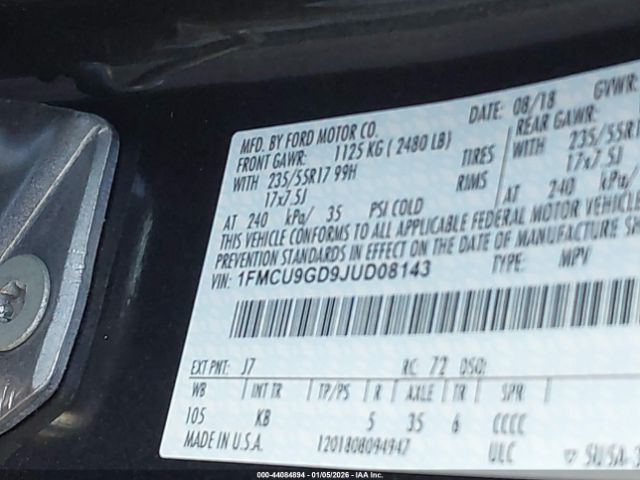 MFD. BY FORD MOTOR CO. DATE: 08/18 GVWR:
FRONT GAWR: 1125 KG ( 2480 LB) REAR GAWR:
WITH 235/55R17 99H TIRES WITH 235/55R1
17x7.5J RIMS 17x7.5J
AT 240 kPa/ 35 PSI COLD AT 240 kPa/
THIS VEHICLE CONFORMS TO ALL APPLICABLE FEDERAL MOTOR VEHICLE
PREVENTION STANDARDS IN EFFECT ON THE DATE OF MANUFACTURE
VIN: 1FMCU9GD9JUD08143 TYPE: MPV
EXT PNT: J7 RC: 72 DSO:
WB INT TR TP/PS R AXLE TR SPR
105 KB 5 35 6 CCCC
MADE IN U.S.A. 1201808094947 ULC
000-44084894 | 01/05/2026 - IAA Inc.